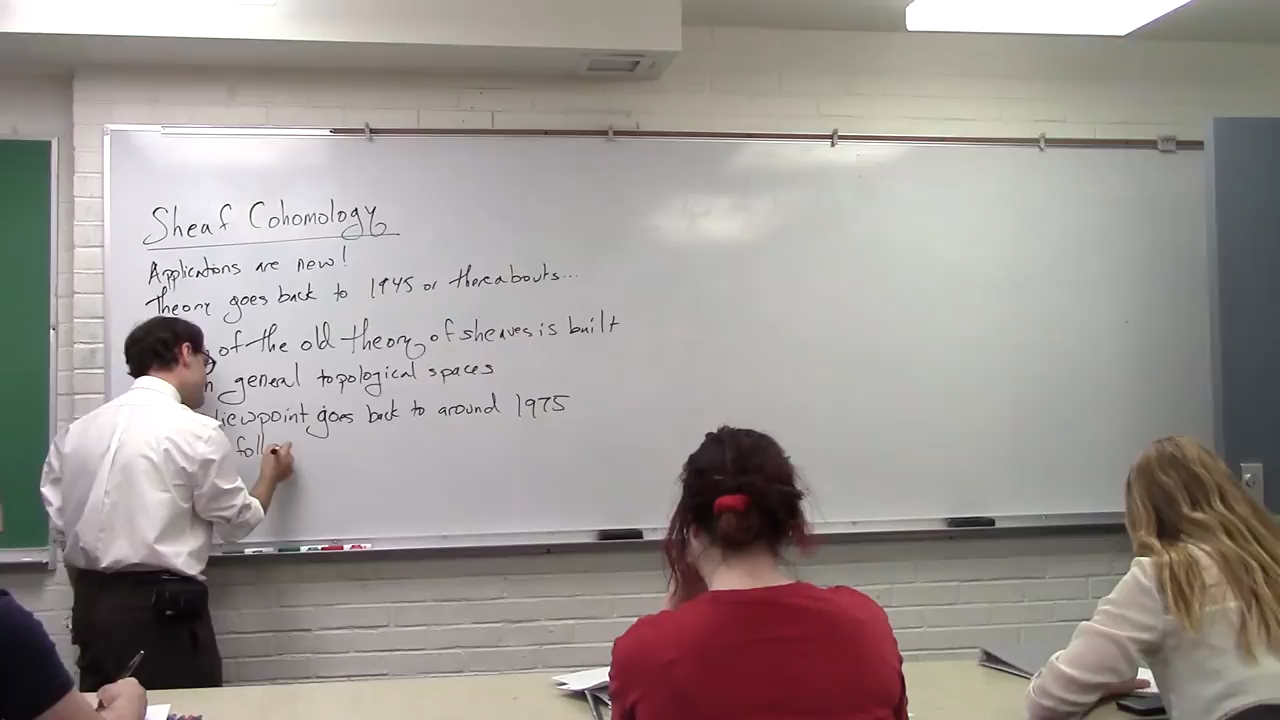 Sheaf Cohomology
Applications are new!
Theory goes back to 1945 or thereabouts...
of the old theory of sheaves is built
general topological spaces
viewpoint goes back to around 1975
foll